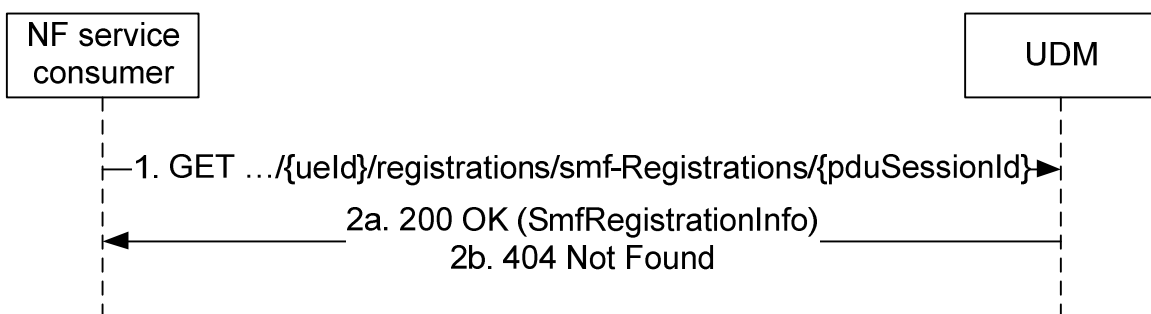 NF service
consumer
UDM
1. GET …/{ueId}/registrations/smf-Registrations/{pduSessionId}
2a. 200 OK (SmfRegistrationInfo)
2b. 404 Not Found